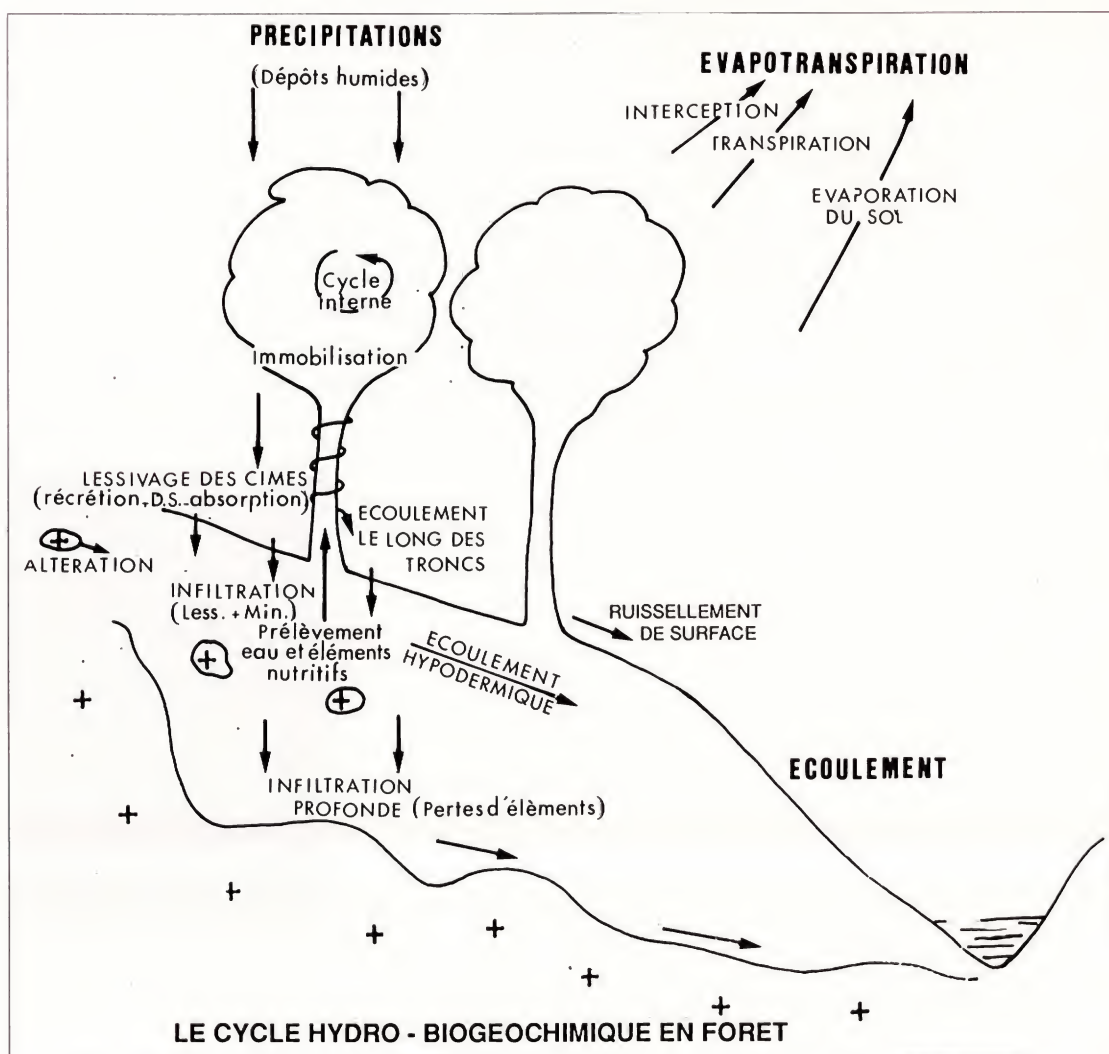 PRECIPITATIONS
(Dépôts humides)
EVAPOTRANSPIRATION
INTERCEPTION
TRANSPIRATION
EVAPORATION
DU SOL
Cycle
interne
Immobilisation
LESSIVAGE DES CIMES
(récrétion+D.S.-absorption)
ECOULEMENT
LE LONG DES
TRONCS
ALTERATION
INFILTRATION
(Less. + Min.)
Prélèvement
eau et éléments
nutritifs
RUISSELLEMENT
DE SURFACE
ECOULEMENT
HYPODERMIQUE
ECOULEMENT
INFILTRATION
PROFONDE (Pertes d'élèments)
LE CYCLE HYDRO - BIOGEOCHIMIQUE EN FORET